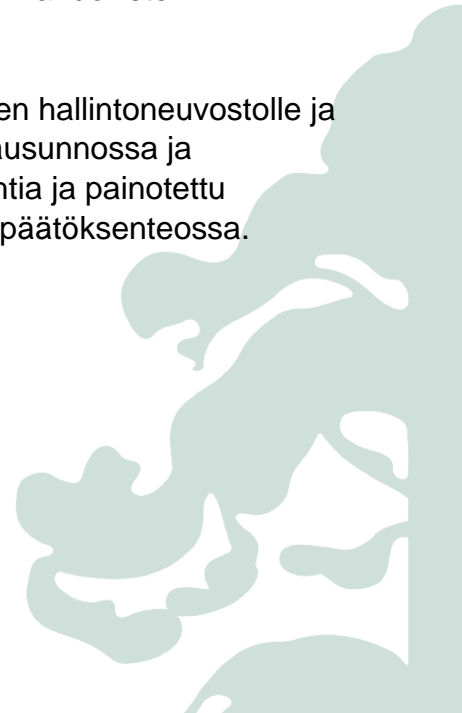 en hallintoneuvostolle ja
ausunnossa ja
ntia ja painotettu
päätöksenteossa.